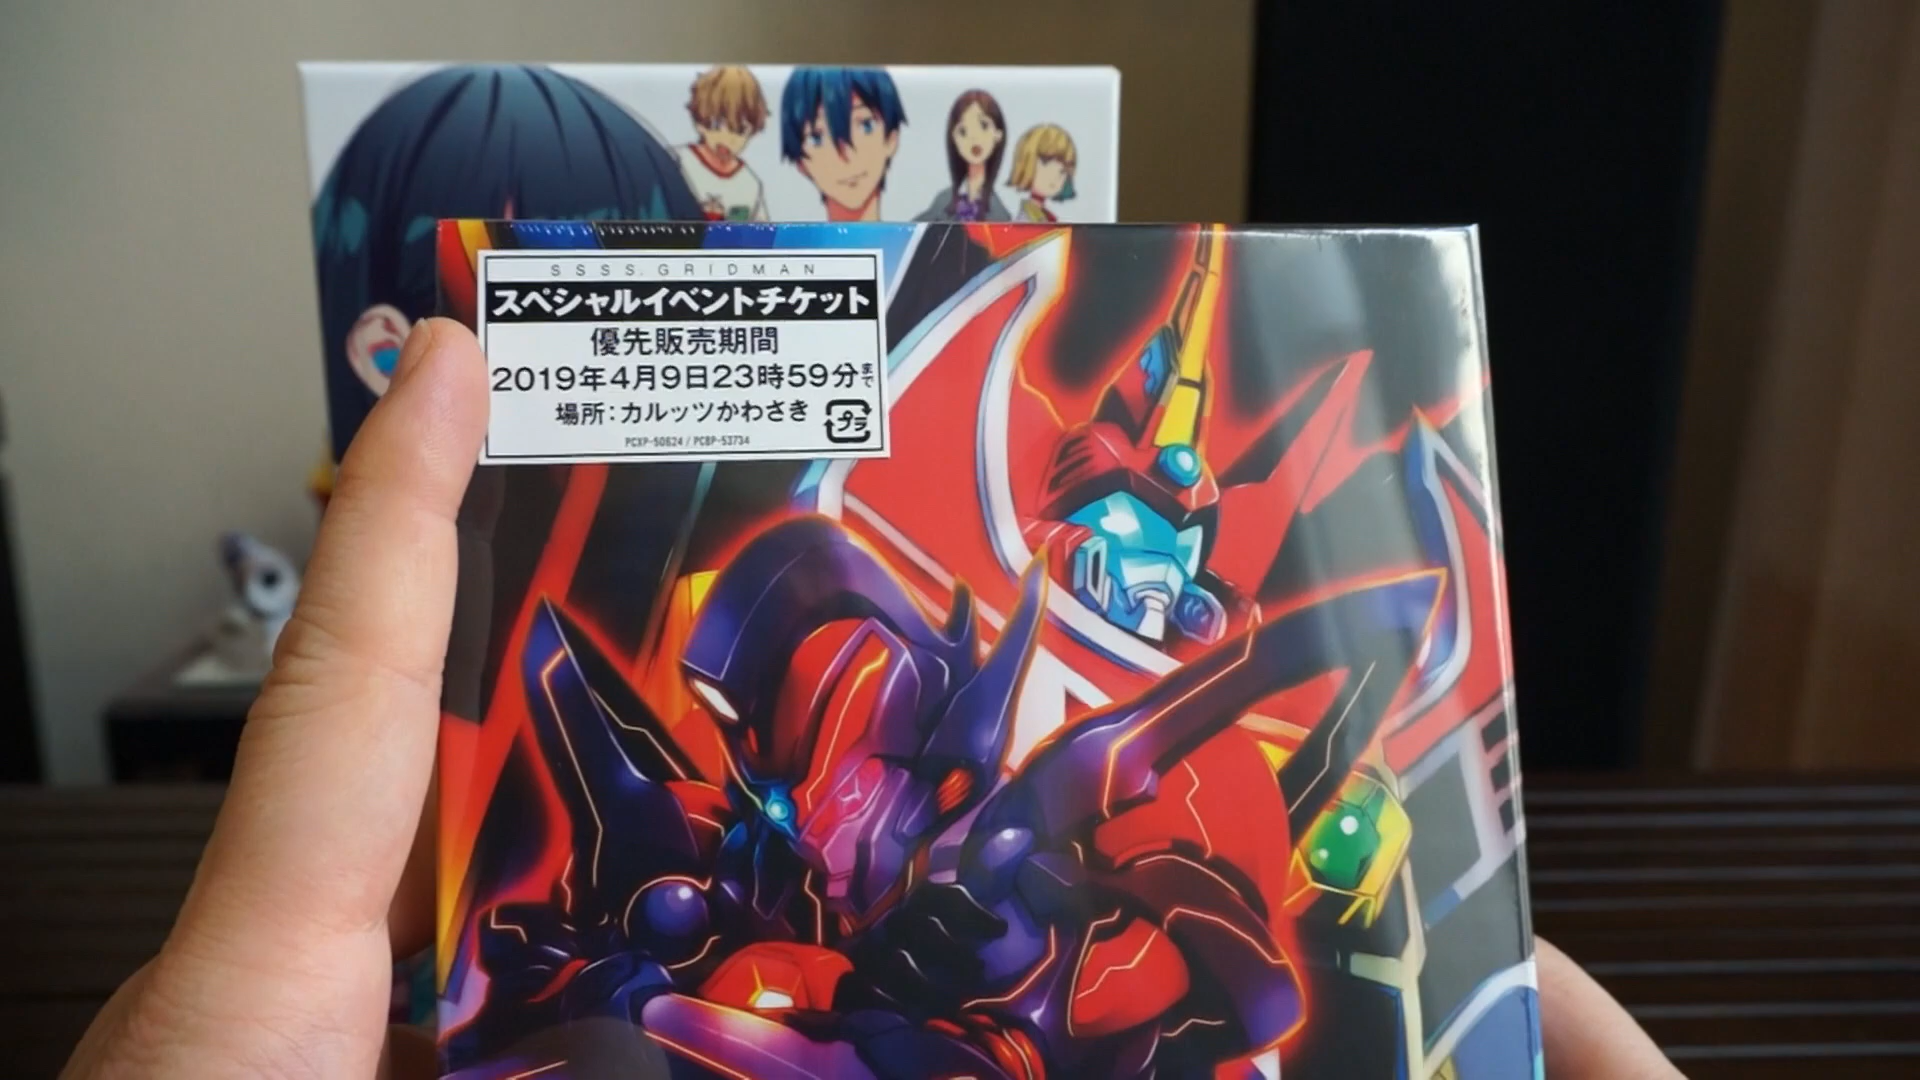 SSSS.GRIDMAN
スペシャルイベントチケット
優先販売期間
2019年4月9日23時59分まで
場所：カルッツかわさき
プラ
PCXP-50624 / PCBP-53734